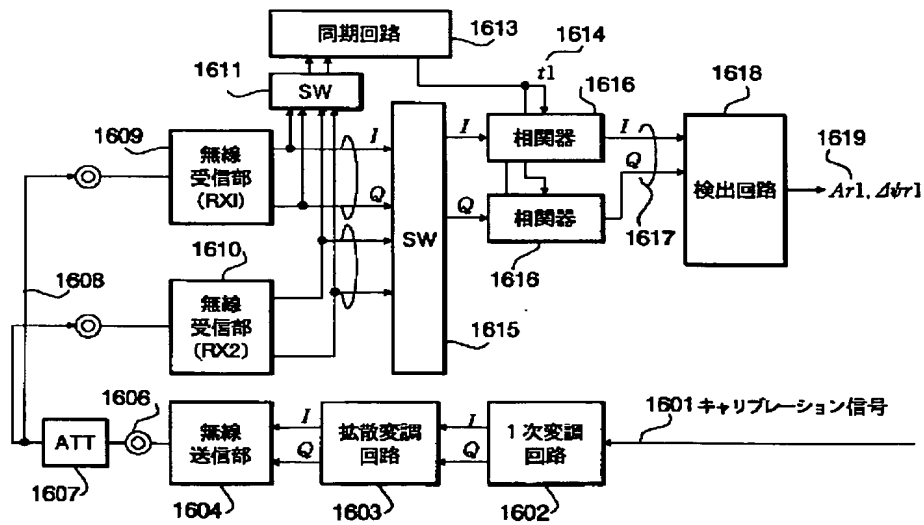 同期回路
1613
1614
1611
SW
t1
1616
1618
1609
無線
受信部
(RX1)
I
Q
SW
I
相関器
I
検出回路
1619
Ar1, Δψr1
Q
相関器
Q
1617
1616
1610
無線
受信部
(RX2)
1608
1615
1606
ATT
1607
無線
送信部
1604
I
Q
拡散変調
回路
1603
I
Q
1次変調
回路
1602
1601 キャリブレーション信号